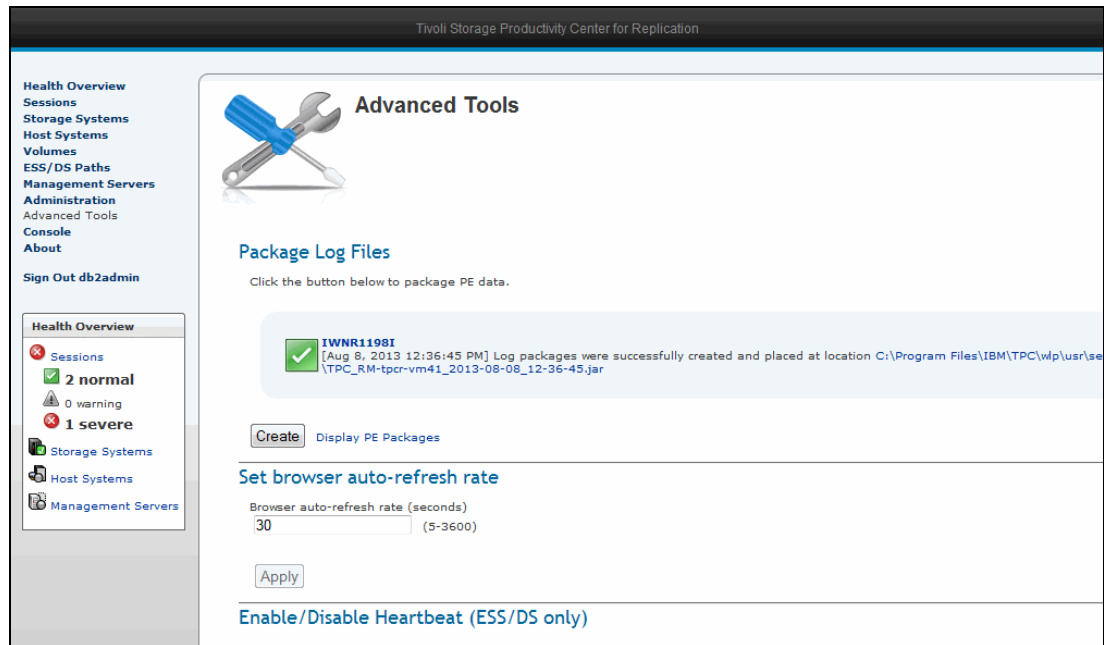 Tivoli Storage Productivity Center for Replication
Health Overview
Sessions
Storage Systems
Host Systems
Volumes
ESS/DS Paths
Management Servers
Administration
Advanced Tools
Console
About
Sign Out db2admin
Health Overview
Sessions
2 normal
0 warning
1 severe
Storage Systems
Host Systems
Management Servers
Advanced Tools
Package Log Files
Click the button below to package PE data.
IWNR1198I
[Aug 8, 2013 12:36:45 PM] Log packages were successfully created and placed at location C:\Program Files\IBM\TPC\wlp\usr\se
\TPC_RM-tpcr-vm41_2013-08-08_12-36-45.jar
Create Display PE Packages
Set browser auto-refresh rate
Browser auto-refresh rate (seconds)
30 (5-3600)
Apply
Enable/Disable Heartbeat (ESS/DS only)